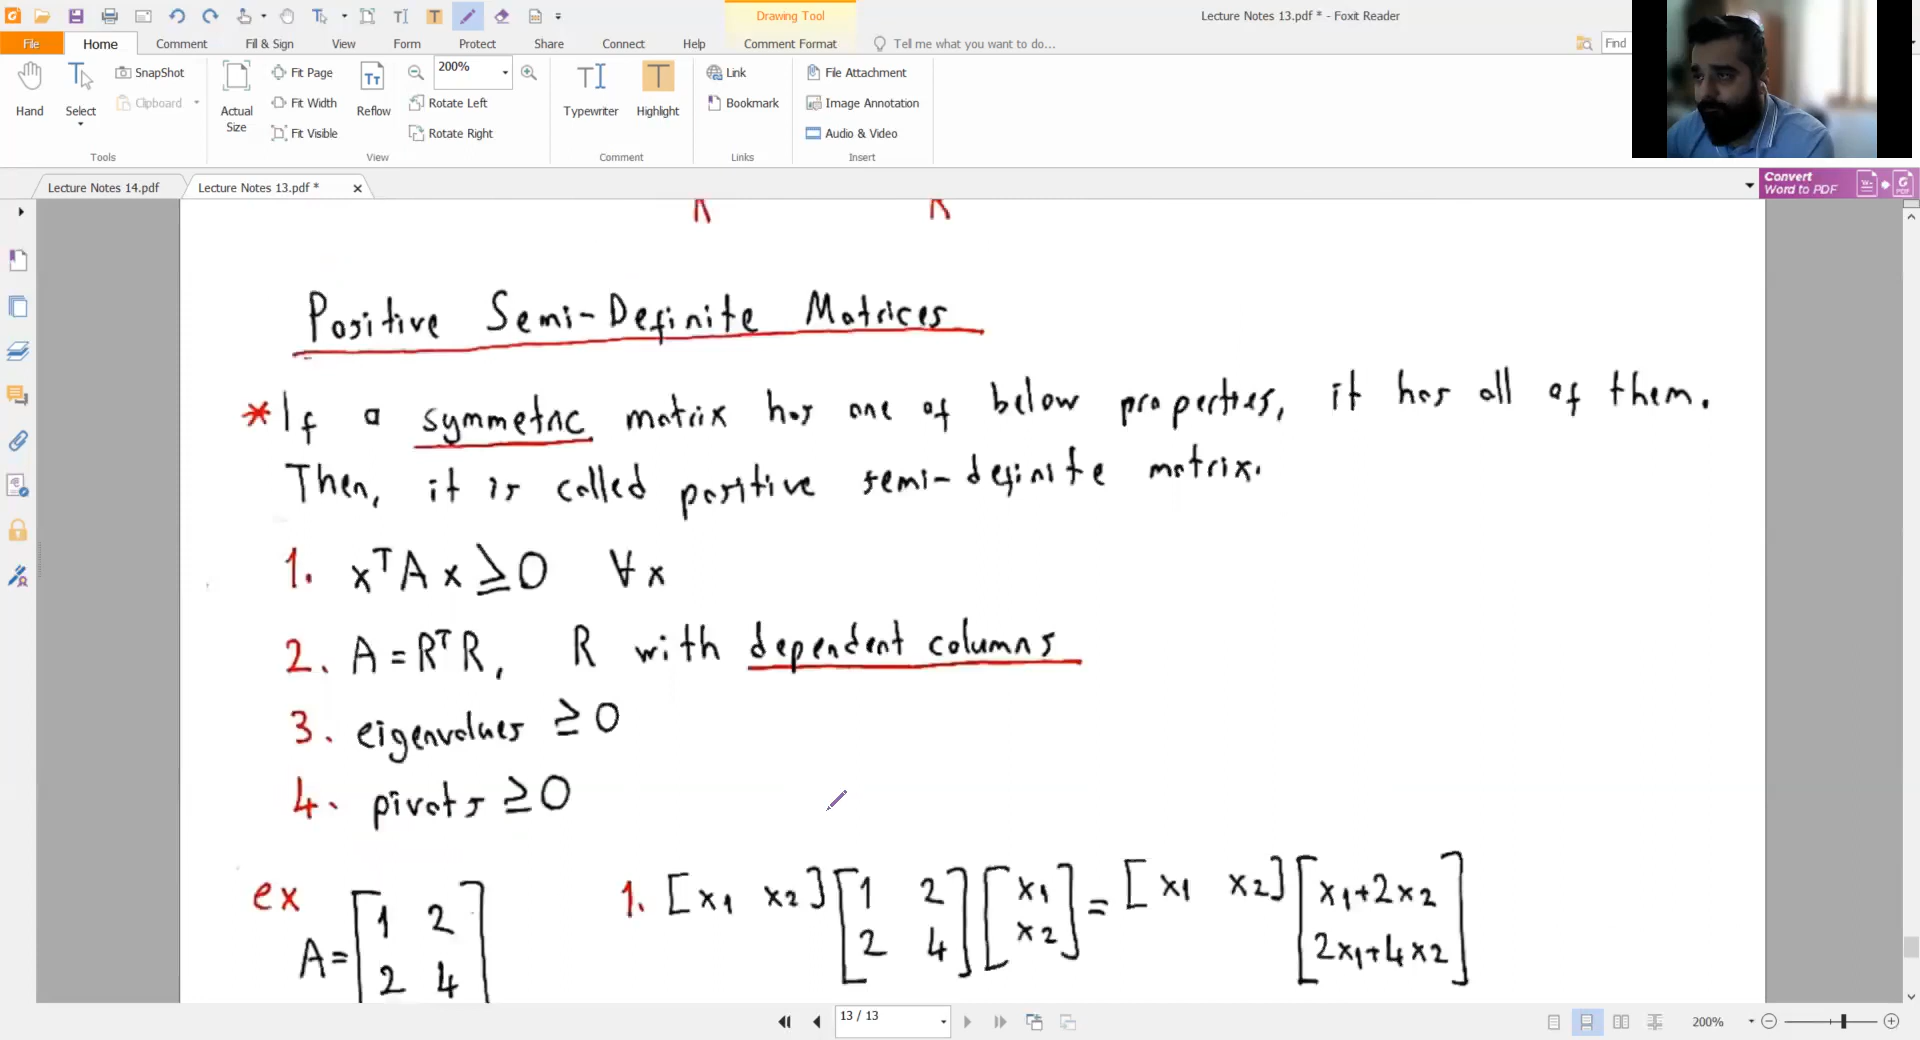 Drawing Tool
Lecture Notes 13.pdf * - Foxit Reader
File Home Comment Fill & Sign View Form Protect Share Connect Help Comment Format Tell me what you want to do... Find
Hand Select SnapShot Clipboard
Tools
Actual Size Fit Page Fit Width Fit Visible Reflow 200% Rotate Left Rotate Right
View
Typewriter Highlight
Comment
Link Bookmark
Links
File Attachment Image Annotation Audio & Video
Insert
Lecture Notes 14.pdf Lecture Notes 13.pdf *
Convert
Word to PDF
R R
Positive Semi-Definite Matrices
*If a symmetric matrix has one of below properties, it has all of them.
Then, it is called positive semi-definite matrix.
1. xᵀAx ≥ 0 ∀x
2. A = RᵀR, R with dependent columns
3. eigenvalues ≥ 0
4. pivots ≥ 0
ex 1. [x₁ x₂] [1 2 [x₁ = [x₁ x₂] [x₁+2x₂
2 4] x₂] 2x₁+4x₂]
A = [1 2
2 4]
13 / 13
200%